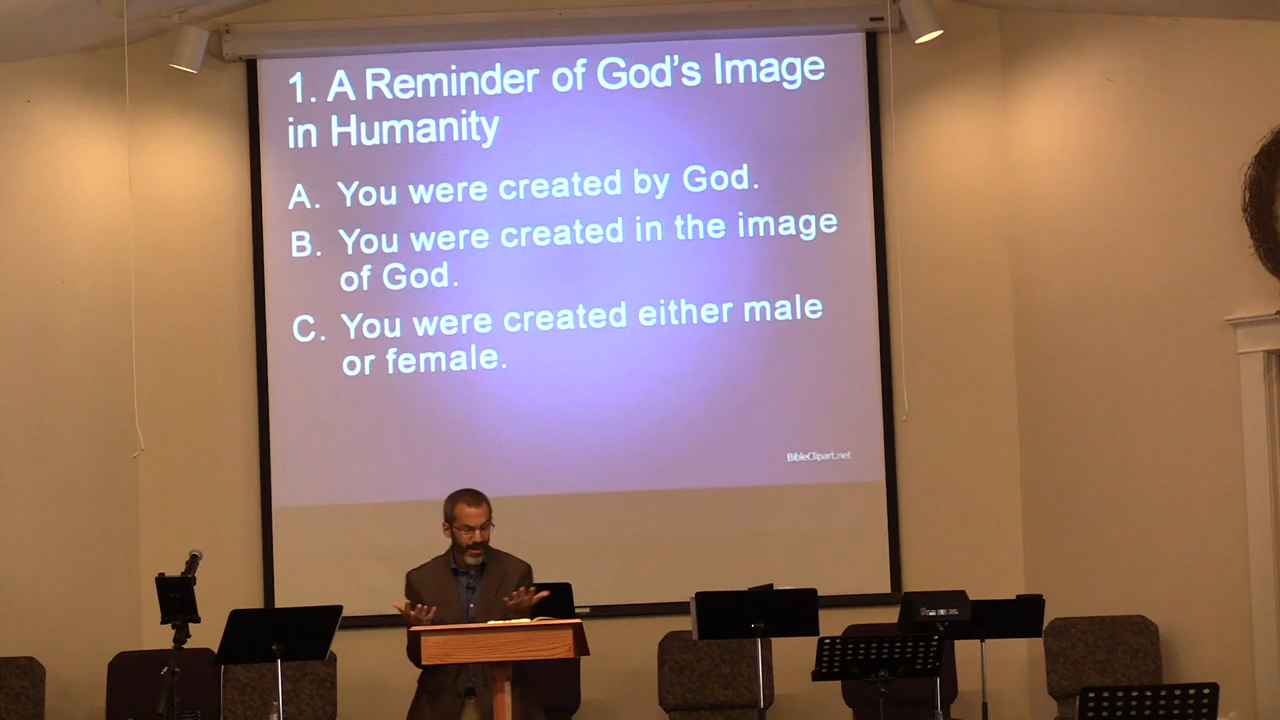 1. A Reminder of God's Image
in Humanity
A. You were created by God.
B. You were created in the image
of God.
C. You were created either male
or female.
BibleClipart.net